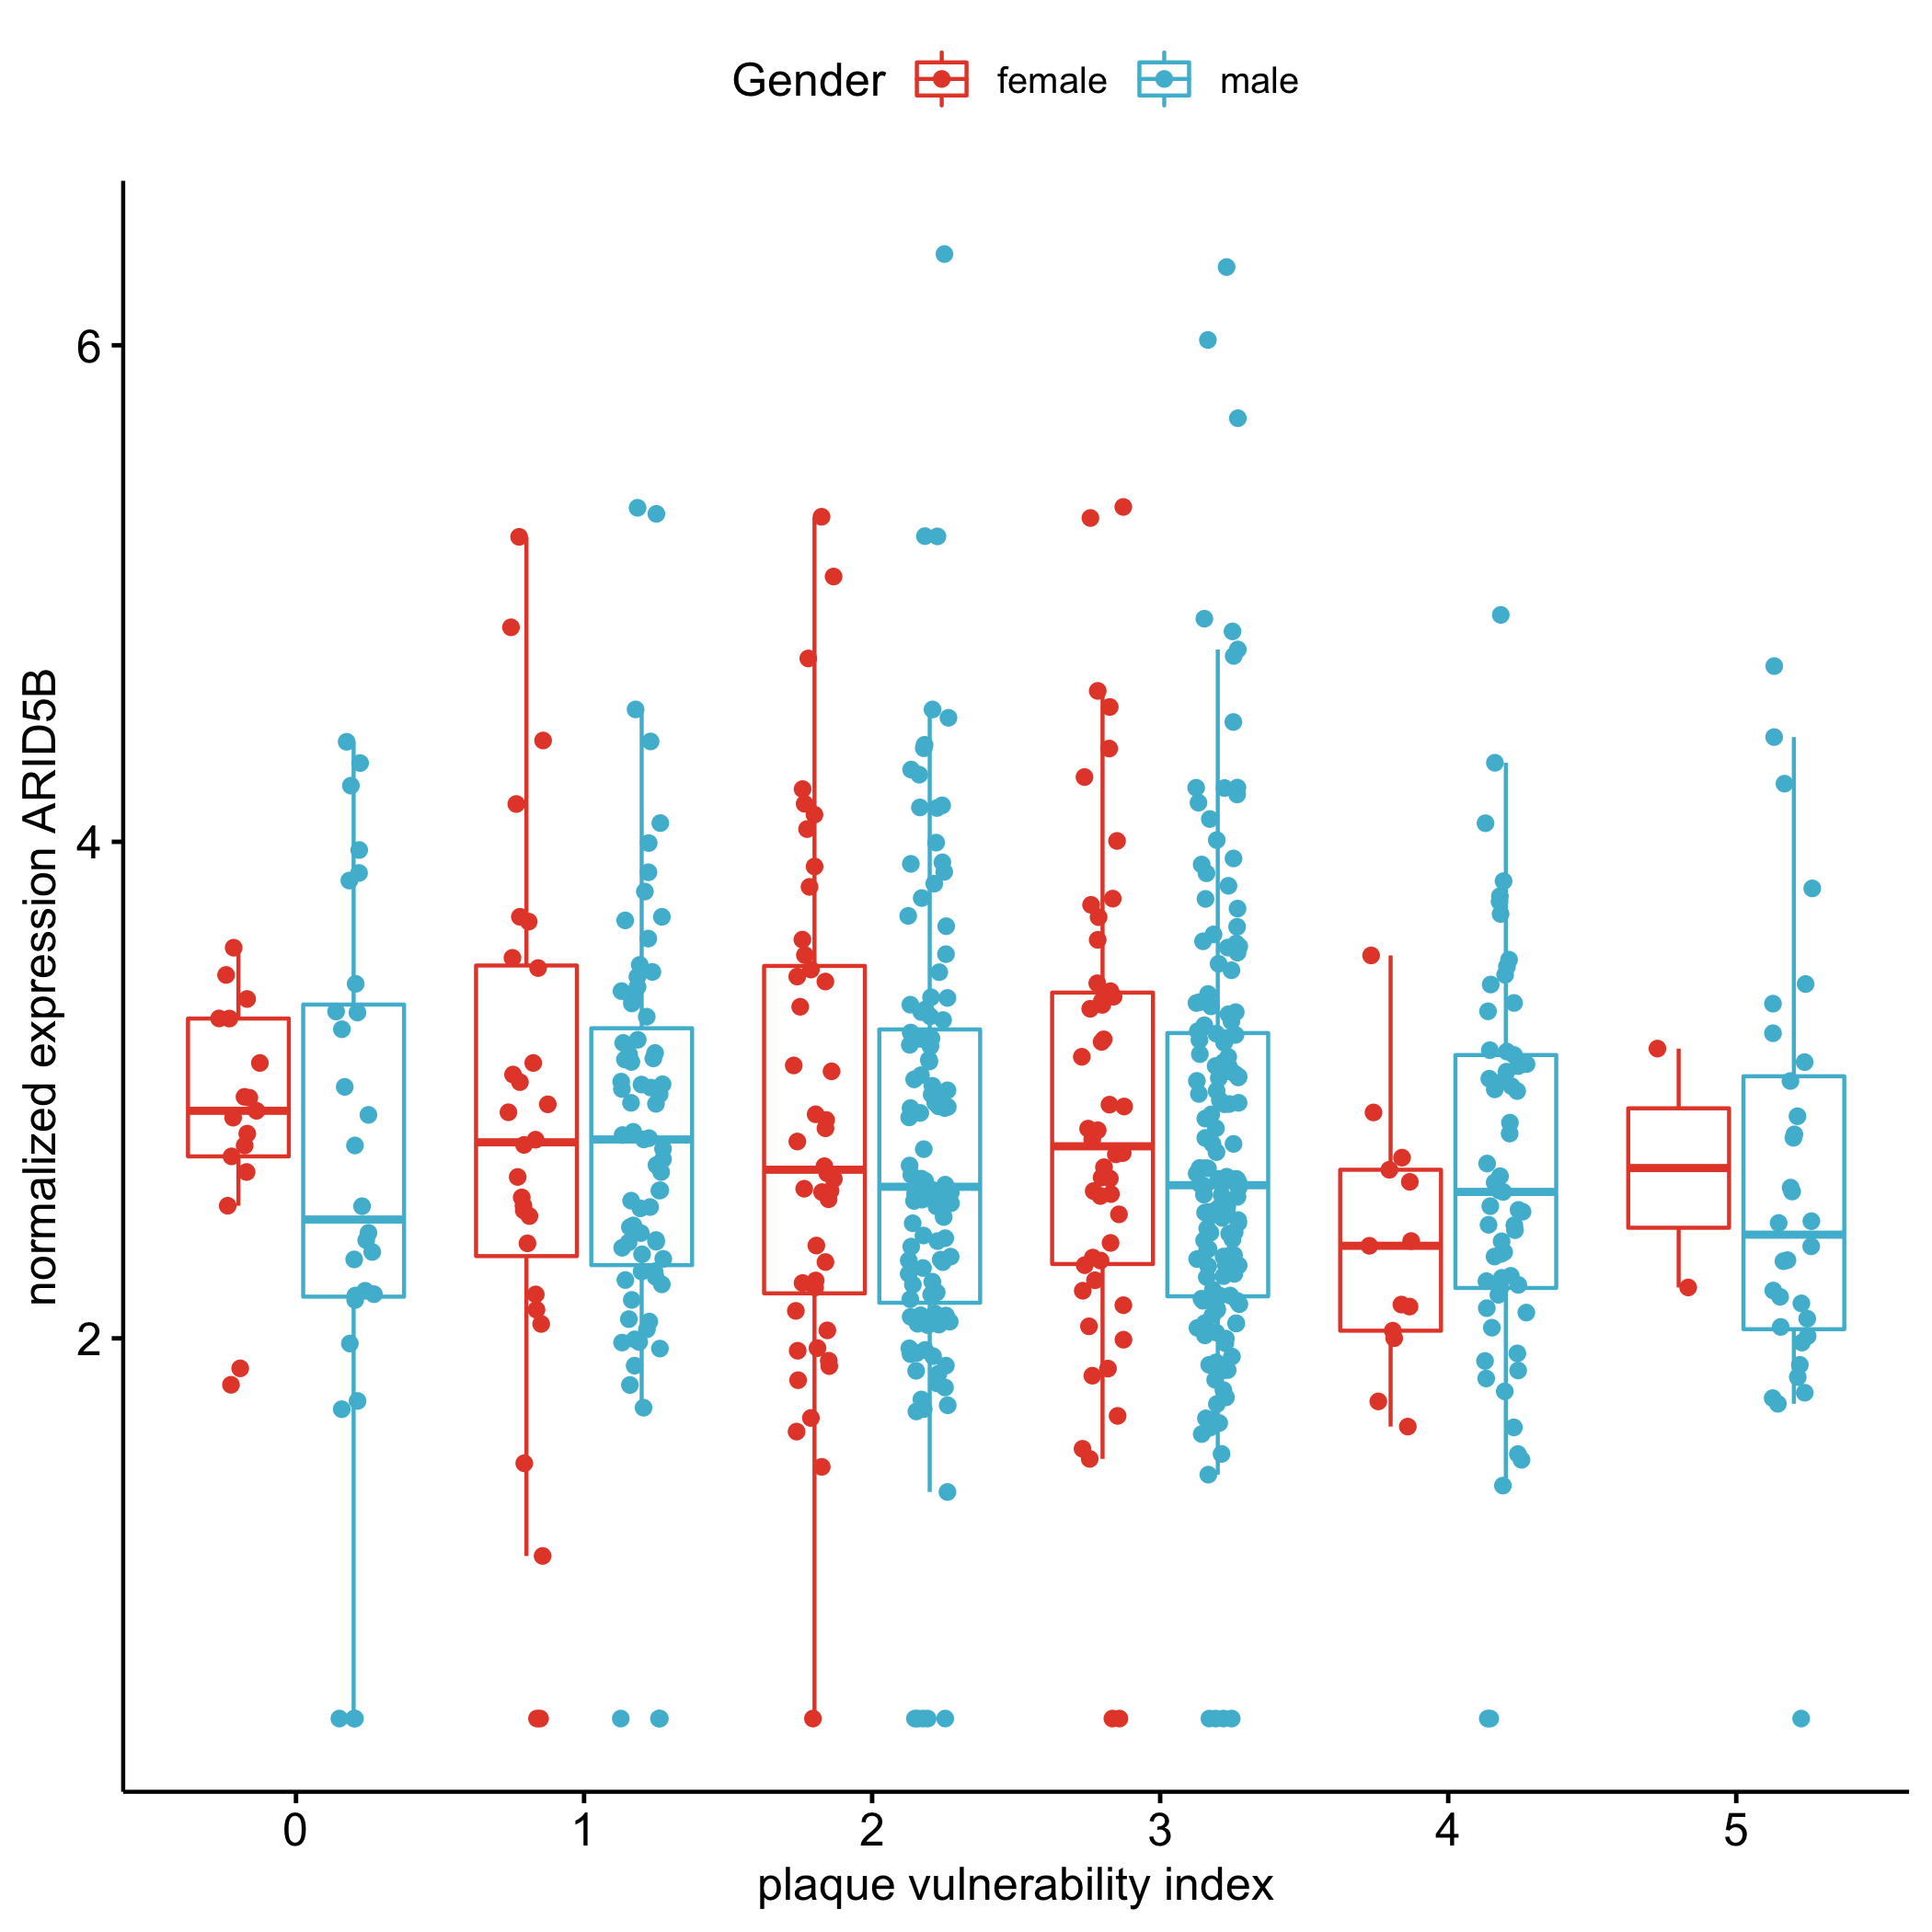 Gender female male
normalized expression ARID5B
6
4
2
0 1 2 3 4 5
plaque vulnerability index